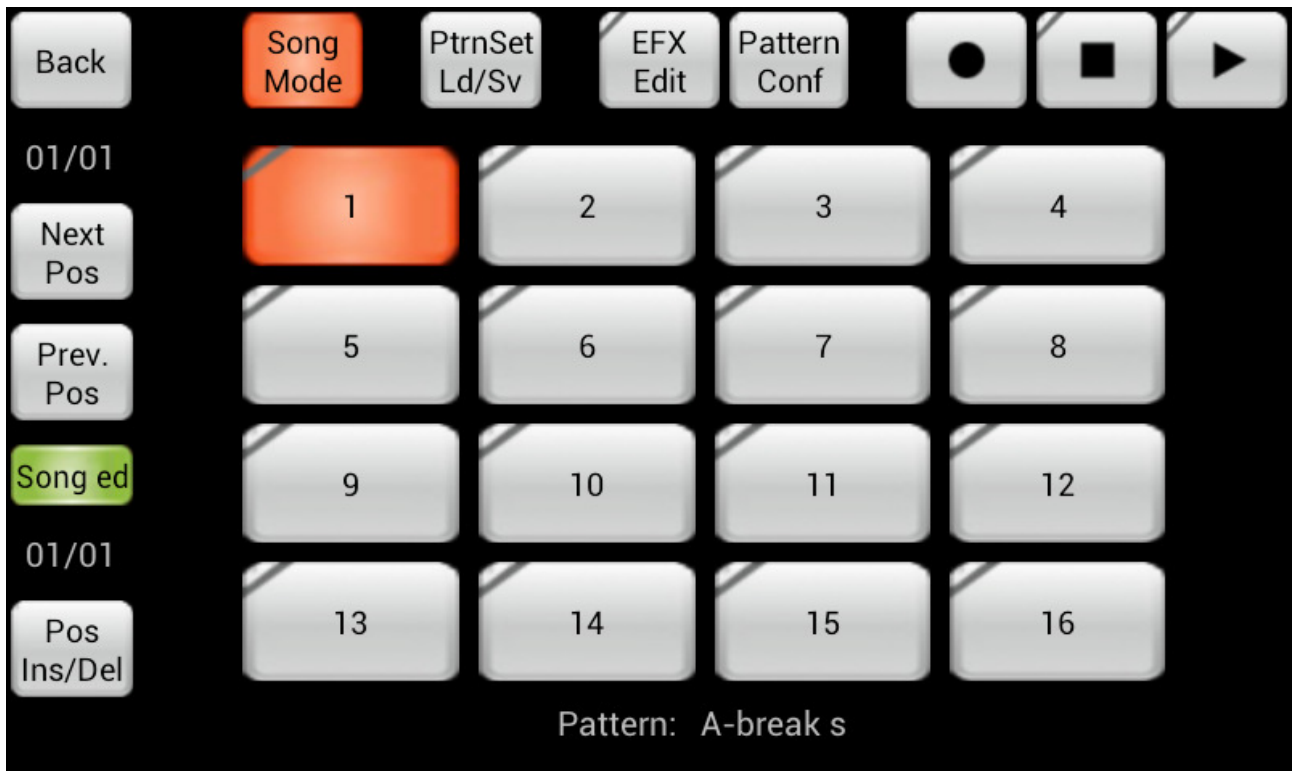 Back
Song
Mode
PtrnSet
Ld/Sv
EFX
Edit
Pattern
Conf
01/01
Next
Pos
Prev.
Pos
Song ed
01/01
Pos
Ins/Del
1
2
3
4
5
6
7
8
9
10
11
12
13
14
15
16
Pattern: A-break s